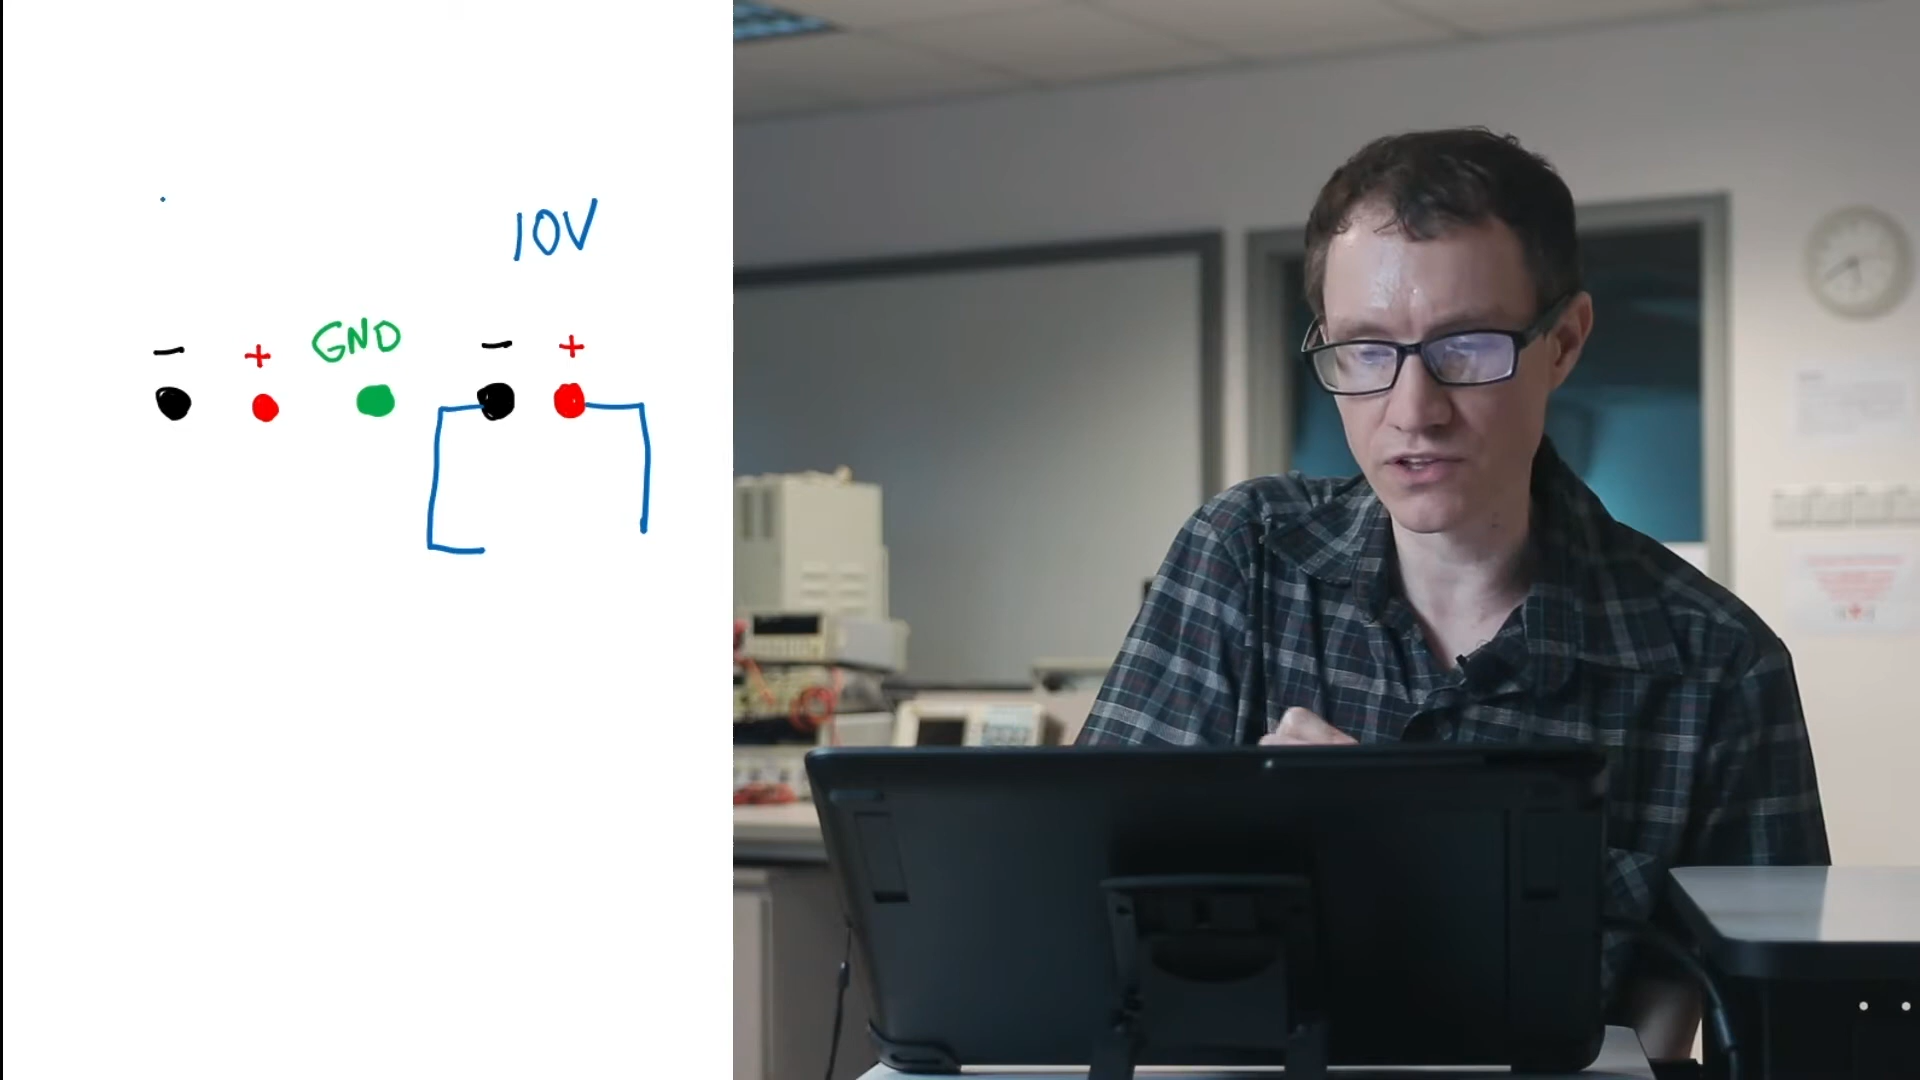 10V
− + GND − +